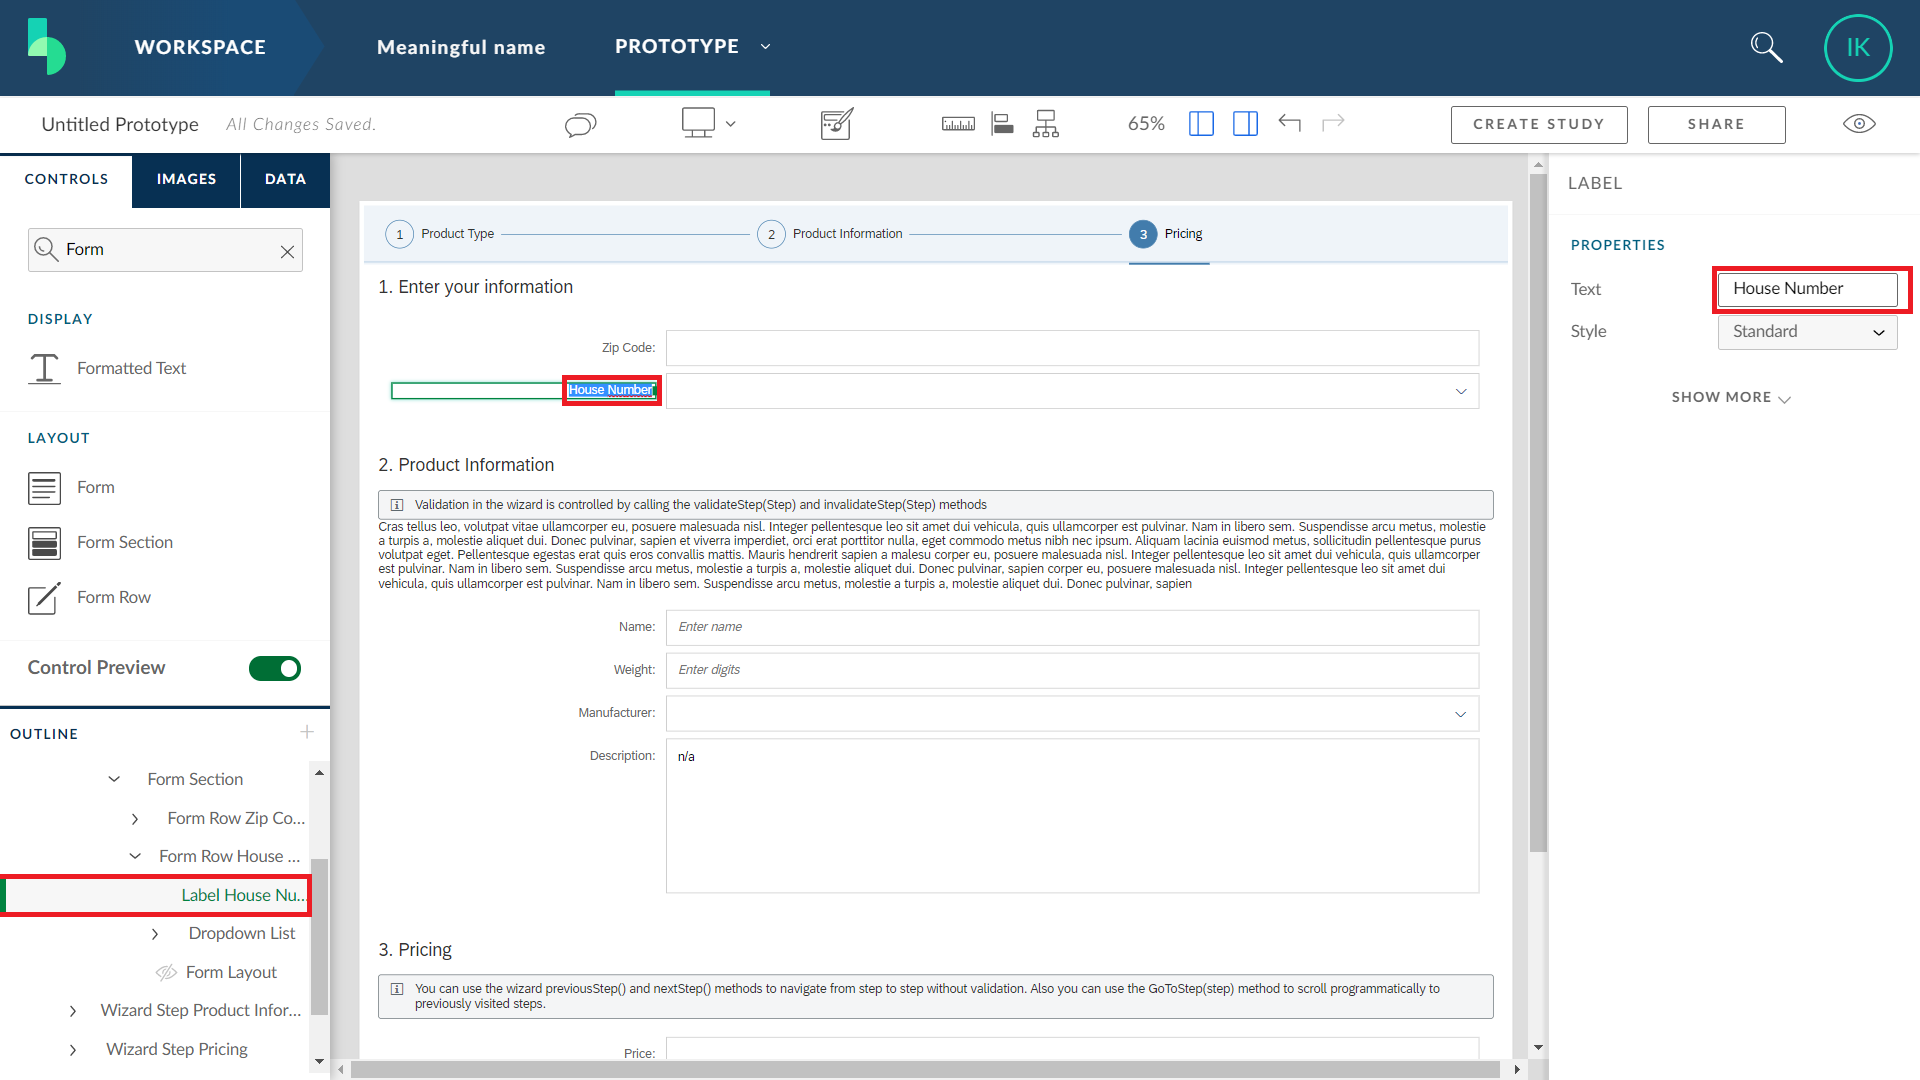 WORKSPACE
Meaningful name
PROTOTYPE
IK
Untitled Prototype
All Changes Saved.
65%
CREATE STUDY
SHARE
CONTROLS
IMAGES
DATA
Form
DISPLAY
Formatted Text
LAYOUT
Form
Form Section
Form Row
Control Preview
OUTLINE
Form Section
Form Row Zip Co...
Form Row House ...
Label House Nu...
Dropdown List
Form Layout
Wizard Step Product Infor...
Wizard Step Pricing
1 Product Type
2 Product Information
3 Pricing
1. Enter your information
Zip Code:
House Number
2. Product Information
Validation in the wizard is controlled by calling the validateStep(Step) and invalidateStep(Step) methods
Cras tellus leo, volutpat vitae ullamcorper eu, posuere malesuada nisl. Integer pellentesque leo sit amet dui vehicula, quis ullamcorper est pulvinar. Nam in libero sem. Suspendisse arcu metus, molestie
a turpis a, molestie aliquet dui. Donec pulvinar, sapien et viverra imperdiet, orci erat porttitor nulla, eget commodo metus nibh nec ipsum. Aliquam lacinia euismod metus, sollicitudin pellentesque purus
volutpat eget. Pellentesque egestas erat quis eros convallis mattis. Mauris hendrerit sapien a malesu corper eu, posuere malesuada nisl. Integer pellentesque leo sit amet dui vehicula, quis ullamcorper
est pulvinar. Nam in libero sem. Suspendisse arcu metus, molestie a turpis a, molestie aliquet dui. Donec pulvinar, sapien corper eu, posuere malesuada nisl. Integer pellentesque leo sit amet dui
vehicula, quis ullamcorper est pulvinar. Nam in libero sem. Suspendisse arcu metus, molestie a turpis a, molestie aliquet dui. Donec pulvinar, sapien
Name: Enter name
Weight: Enter digits
Manufacturer:
Description: n/a
3. Pricing
You can use the wizard previousStep() and nextStep() methods to navigate from step to step without validation. Also you can use the GoToStep(step) method to scroll programmatically to
previously visited steps.
Price:
LABEL
PROPERTIES
Text House Number
Style Standard
SHOW MORE